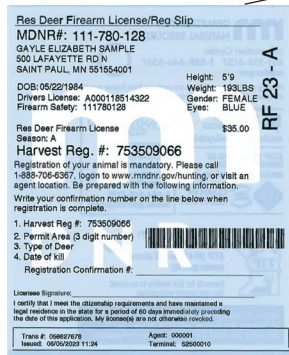 Res Deer Firearm License/Reg Slip
MDNR#: 111-780-128
GAYLE ELIZABETH SAMPLE
500 LAFAYETTE RD N
SAINT PAUL, MN 551554001
Height: 5'9
DOB:05/22/1984 Weight: 193LBS
Drivers License: A000118514322 Gender: FEMALE
Firearm Safety: 111780128 Eyes: BLUE
RF 23 - A
Res Deer Firearm License $35.00
Season: A
Harvest Reg. #: 753509066
Registration of your animal is mandatory. Please call
1-888-706-6367, logon to www.mndnr.gov/hunting, or visit an
agent location. Be prepared with the following information.
Write your confirmation number on the line below when
registration is complete.
1. Harvest Reg #: 753509066
2. Permit Area (3 digit number)
3. Type of Deer
4. Date of kill
Registration Confirmation #:
Licensee Signature:
I certify that I meet the citizenship requirements and have maintained a
legal residence in the state for a period of 60 days immediately preceding
the date of this application. My license(s) are not otherwise revoked.
Trans #: 058627678 Agent: 000001
Issued: 06/05/2023 11:24 Terminal: 52500010